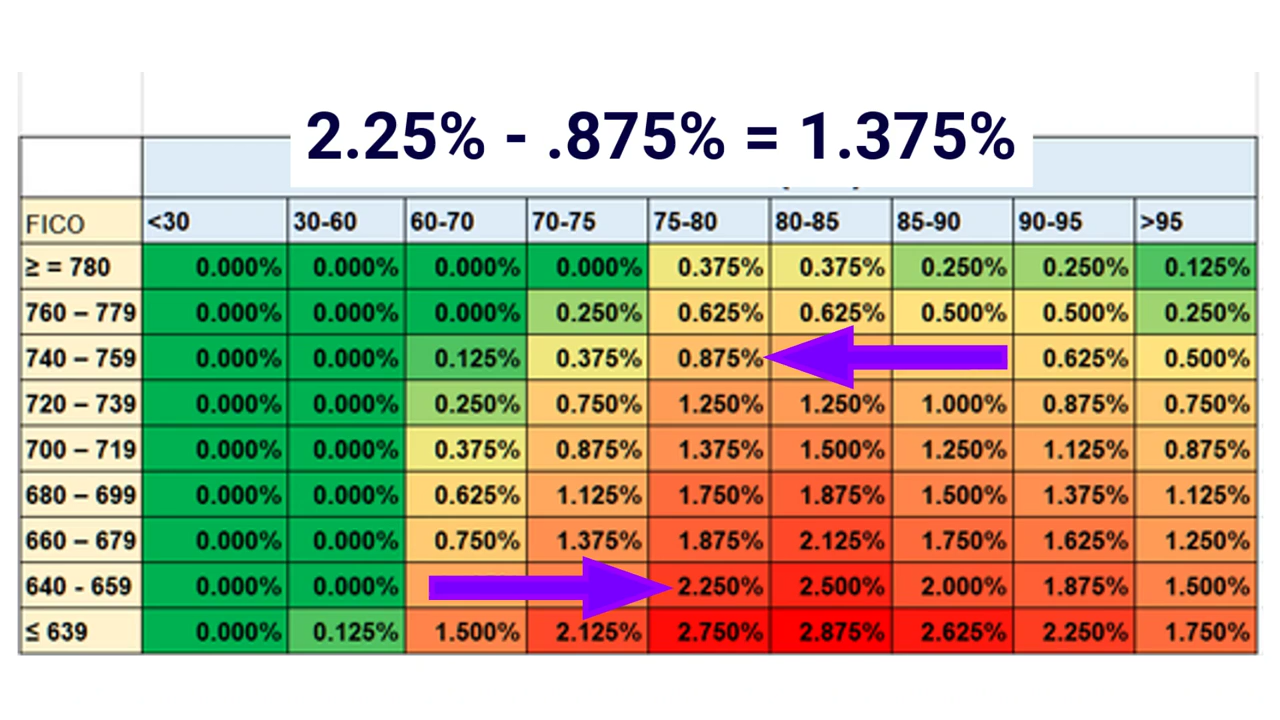 2.25% - .875% = 1.375%
FICO <30 30-60 60-70 70-75 75-80 80-85 85-90 90-95 >95
≥ = 780 0.000% 0.000% 0.000% 0.000% 0.375% 0.375% 0.250% 0.250% 0.125%
760 – 779 0.000% 0.000% 0.000% 0.250% 0.625% 0.625% 0.500% 0.500% 0.250%
740 – 759 0.000% 0.000% 0.125% 0.375% 0.875% 0.625% 0.500%
720 – 739 0.000% 0.000% 0.250% 0.750% 1.250% 1.250% 1.000% 0.875% 0.750%
700 – 719 0.000% 0.000% 0.375% 0.875% 1.375% 1.500% 1.250% 1.125% 0.875%
680 – 699 0.000% 0.000% 0.625% 1.125% 1.750% 1.875% 1.500% 1.375% 1.125%
660 – 679 0.000% 0.000% 0.750% 1.375% 1.875% 2.125% 1.750% 1.625% 1.250%
640 - 659 0.000% 0.000% 2.250% 2.500% 2.000% 1.875% 1.500%
≤ 639 0.000% 0.125% 1.500% 2.125% 2.750% 2.875% 2.625% 2.250% 1.750%